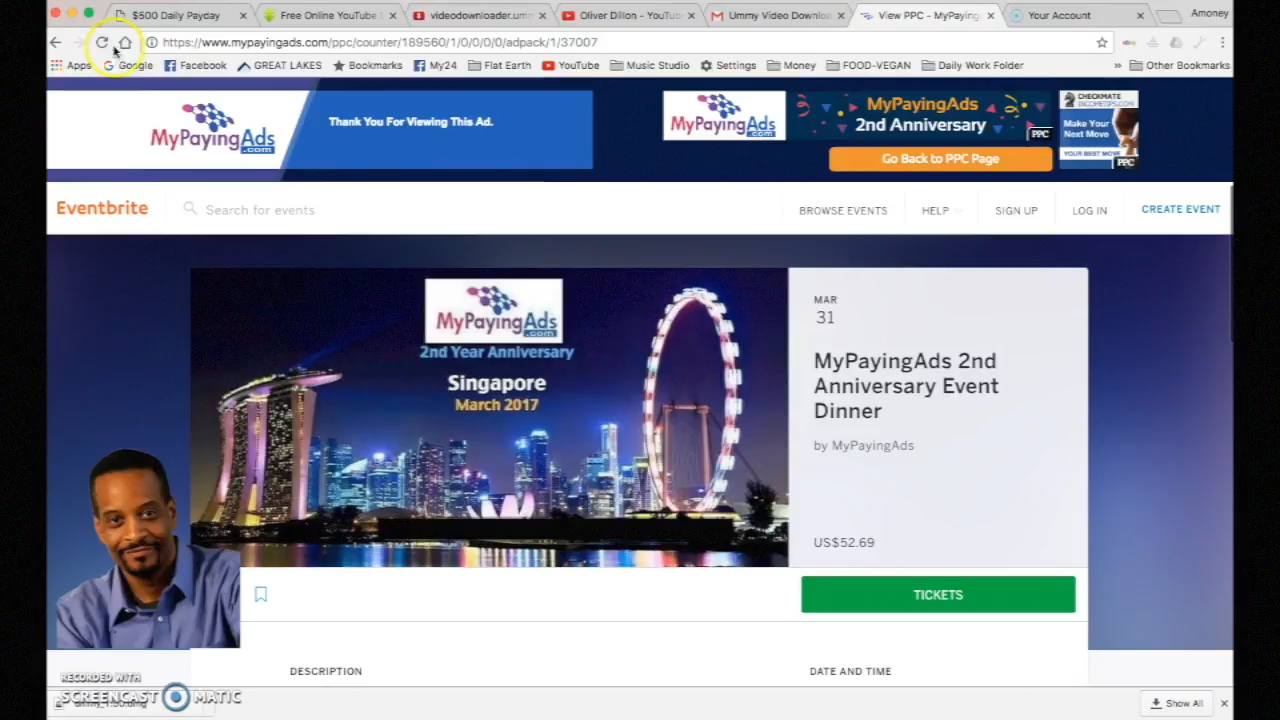 $500 Daily Payday
Free Online YouTube
videodownloader.umm
Oliver Dillon - YouTub
Ummy Video Downloa
View PPC - MyPaying
Your Account
Amoney
https://www.mypayingads.com/ppc/counter/189560/1/0/0/0/0/adpack/1/37007
Apps
Google
Facebook
GREAT LAKES
Bookmarks
My24
Flat Earth
YouTube
Music Studio
Settings
Money
FOOD-VEGAN
Daily Work Folder
»
Other Bookmarks
MyPayingAds
.com
Thank You For Viewing This Ad.
MyPayingAds
.com
MyPayingAds
2nd Anniversary
PPC
Go Back to PPC Page
CHECKMATE
INCOMETIPS.COM
Make Your
Next Move
YOUR BEST MOVE
PPC
Eventbrite
Search for events
BROWSE EVENTS
HELP
SIGN UP
LOG IN
CREATE EVENT
MyPayingAds
.com
2nd Year Anniversary
Singapore
March 2017
MAR
31
MyPayingAds 2nd
Anniversary Event
Dinner
by MyPayingAds
US$52.69
TICKETS
DESCRIPTION
DATE AND TIME
RECORDED WITH
SCREENCAST MATIC
Show All